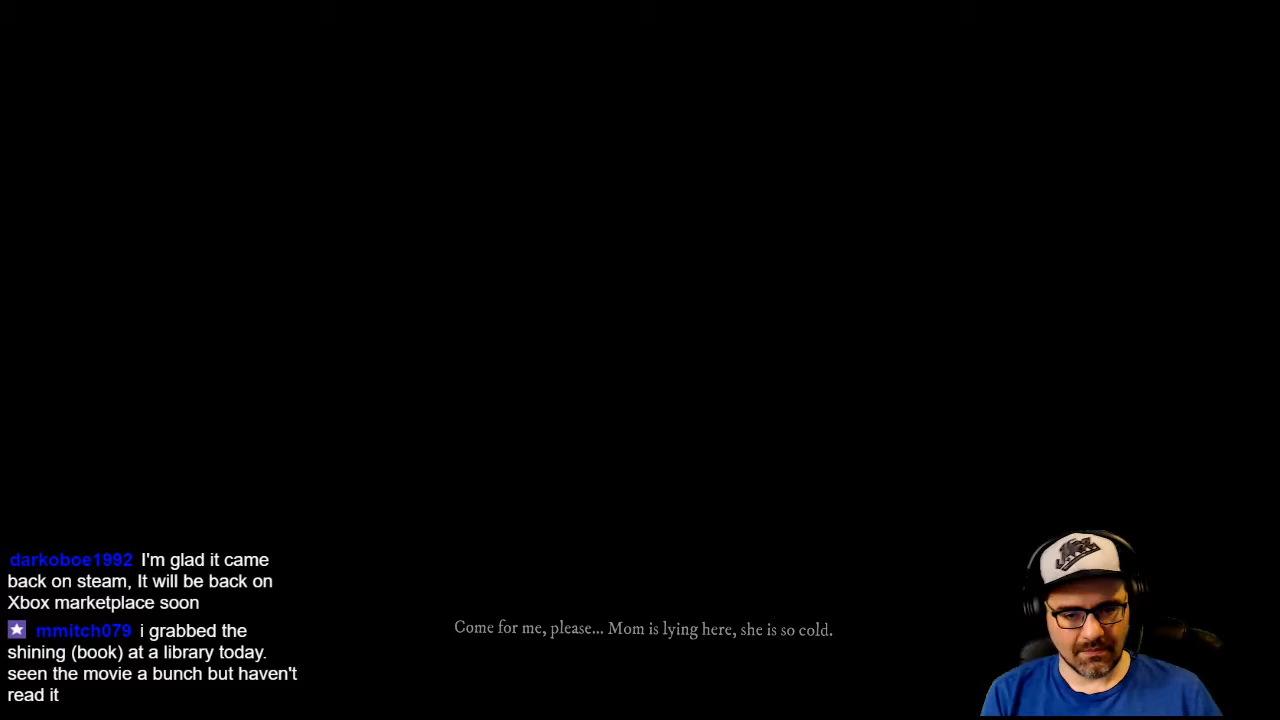 darkoboe1992 I'm glad it came
back on steam, It will be back on
Xbox marketplace soon
mmitch079 i grabbed the
shining (book) at a library today.
seen the movie a bunch but haven't
read it
Come for me, please... Mom is lying here, she is so cold.